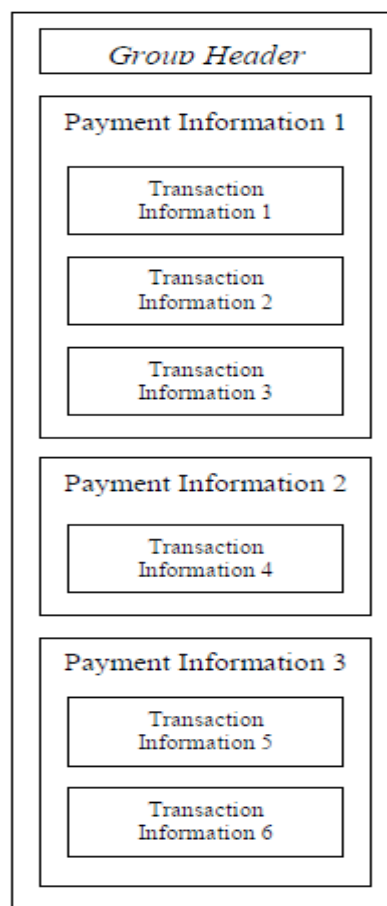 Group Header
Payment Information 1
Transaction
Information 1
Transaction
Information 2
Transaction
Information 3
Payment Information 2
Transaction
Information 4
Payment Information 3
Transaction
Information 5
Transaction
Information 6